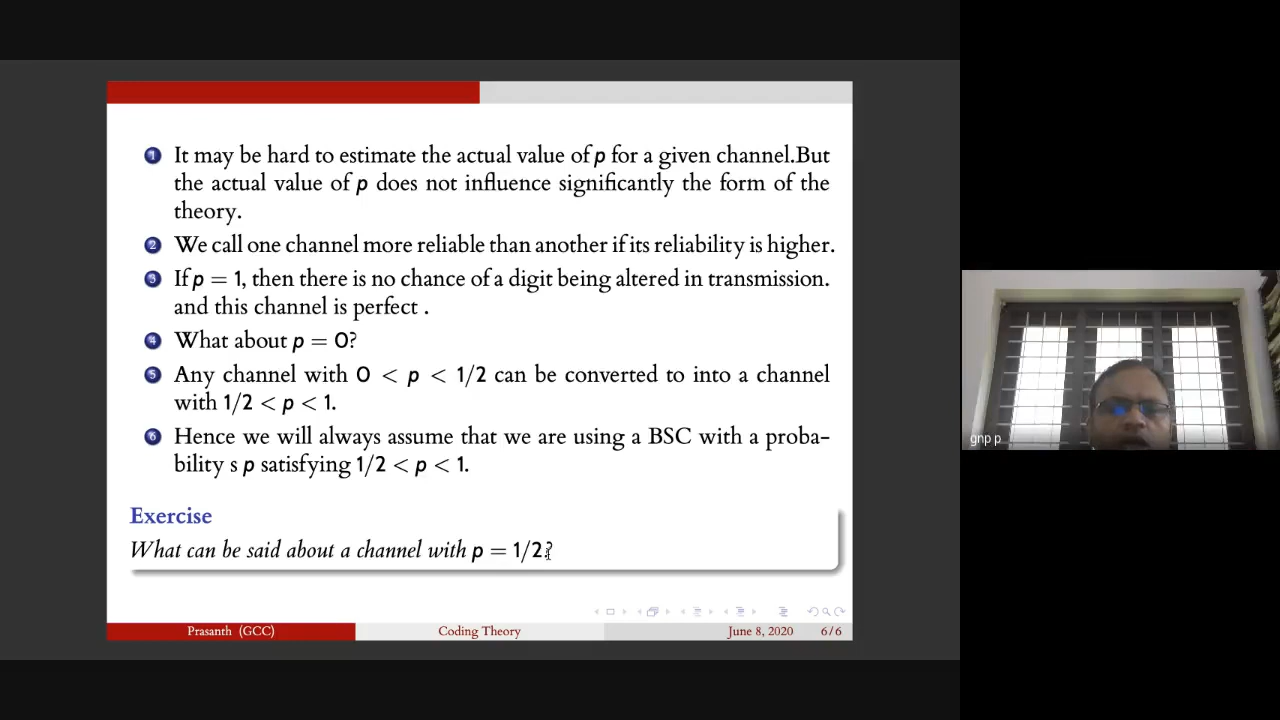 1 It may be hard to estimate the actual value of p for a given channel.But
the actual value of p does not influence significantly the form of the
theory.
2 We call one channel more reliable than another if its reliability is higher.
3 If p = 1, then there is no chance of a digit being altered in transmission.
and this channel is perfect .
4 What about p = 0?
5 Any channel with 0 < p < 1/2 can be converted to into a channel
with 1/2 < p < 1.
6 Hence we will always assume that we are using a BSC with a proba-
bility s p satisfying 1/2 < p < 1.
Exercise
What can be said about a channel with p = 1/2?
Prasanth (GCC) Coding Theory June 8, 2020 6/6
gnp p